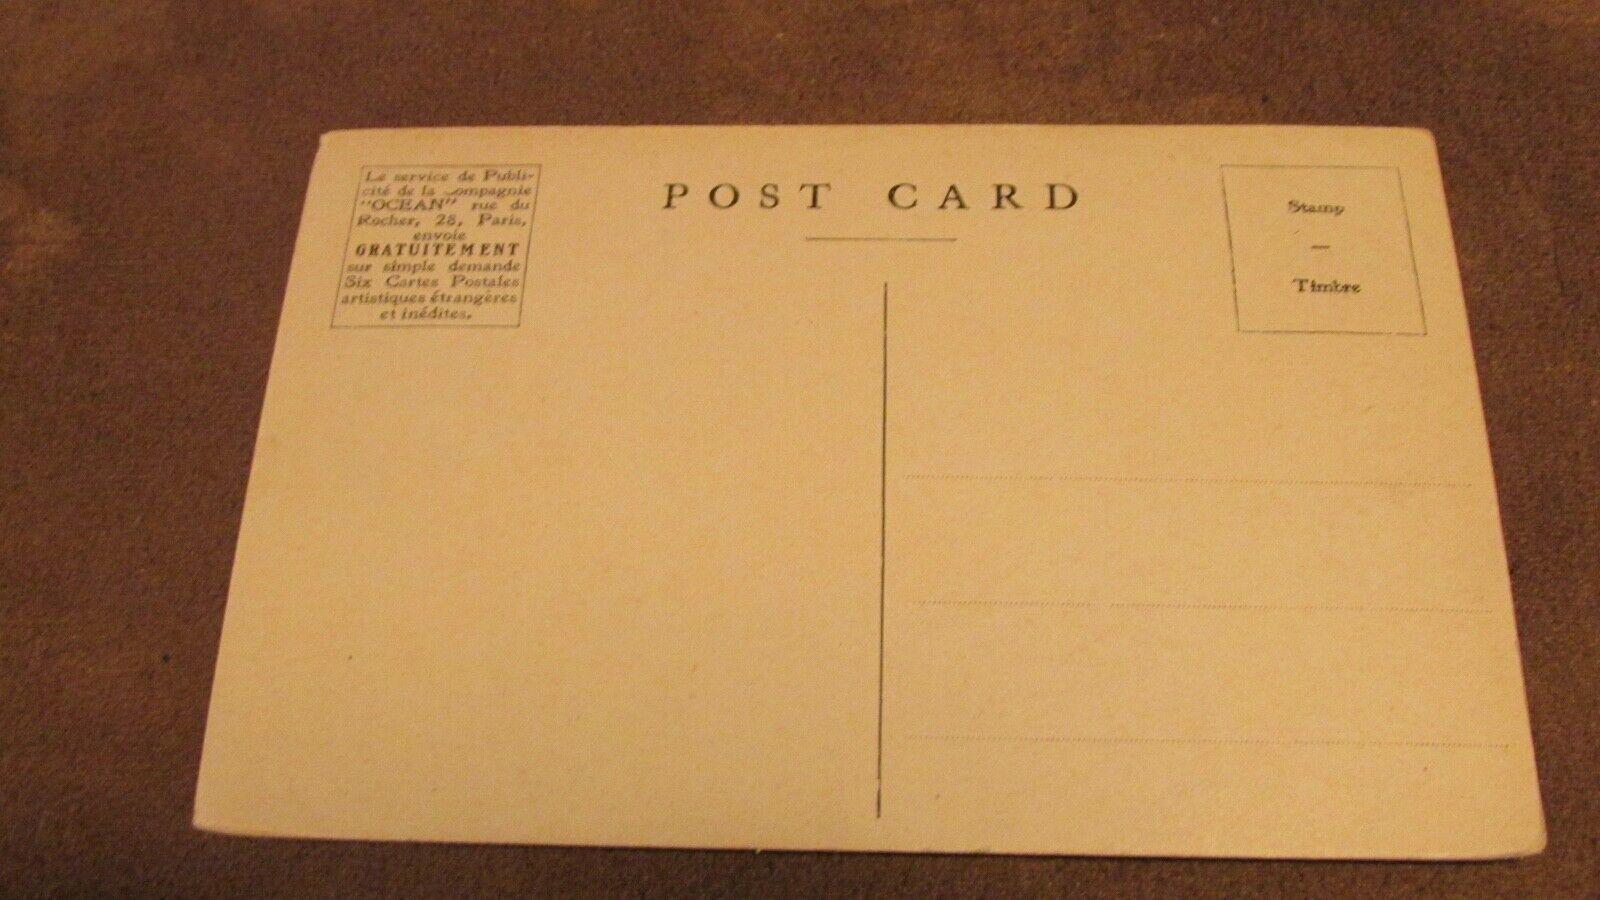 Le service de Publi-
cité de la Compagnie
"OCEAN" rue du
Rocher, 28, Paris,
envoie
GRATUITEMENT
sur simple demande
Six Cartes Postales
artistiques étrangères
et inédites.
POST CARD
Stamp
—
Timbre